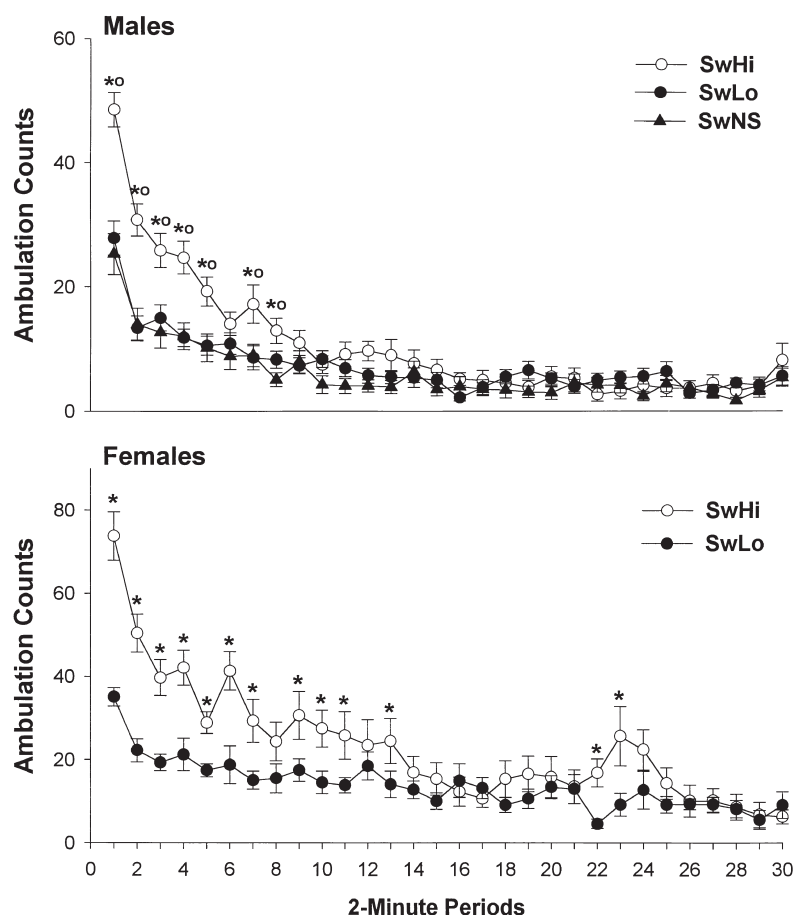 Males
60
40
20
0
Ambulation Counts
SwHi
SwLo
SwNS
*o
*o
*o
*o
*o
*o
*o
Females
80
60
40
20
0
Ambulation Counts
SwHi
SwLo
*
*
*
*
*
*
*
*
*
*
*
*
*
0 2 4 6 8 10 12 14 16 18 20 22 24 26 28 30
2-Minute Periods